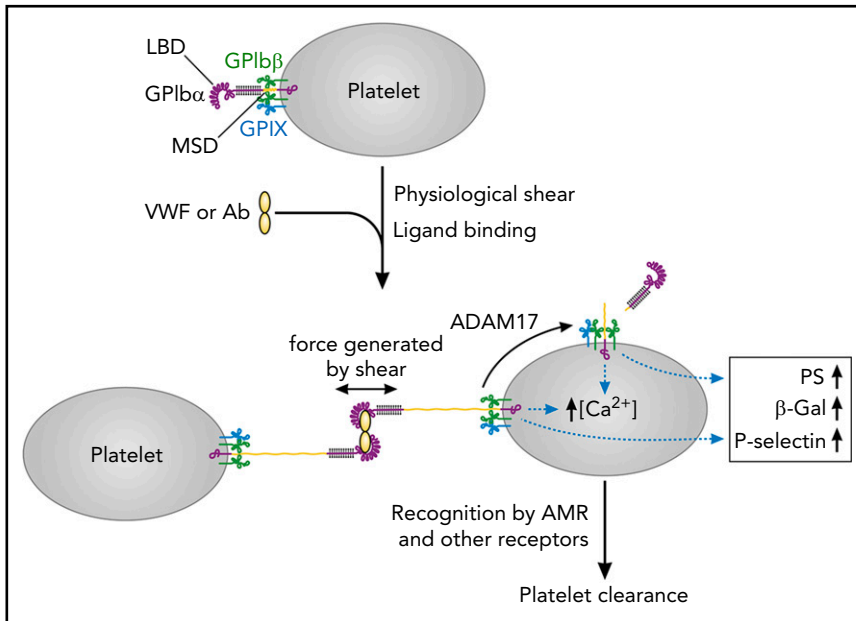 LBD
GPIbβ
GPIbα
Platelet
MSD
GPIX
VWF or Ab
Physiological shear
Ligand binding
force generated
by shear
ADAM17
Platelet
[Ca²⁺]
PS
β-Gal
P-selectin
Recognition by AMR
and other receptors
Platelet clearance